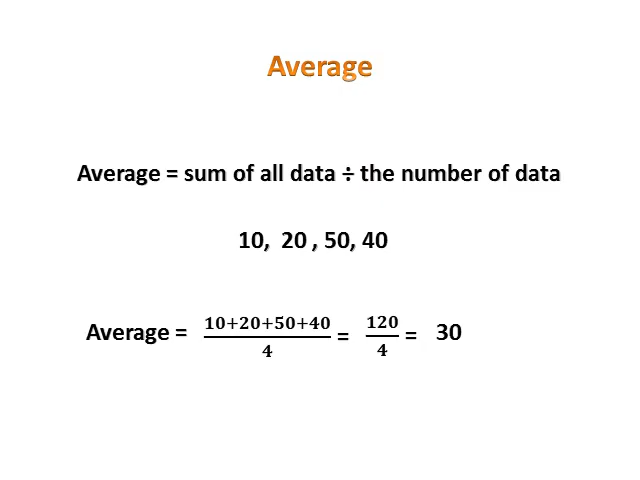 Average
Average = sum of all data ÷ the number of data
10,  20 , 50, 40
Average = 10+20+50+40/4 = 120/4 = 30